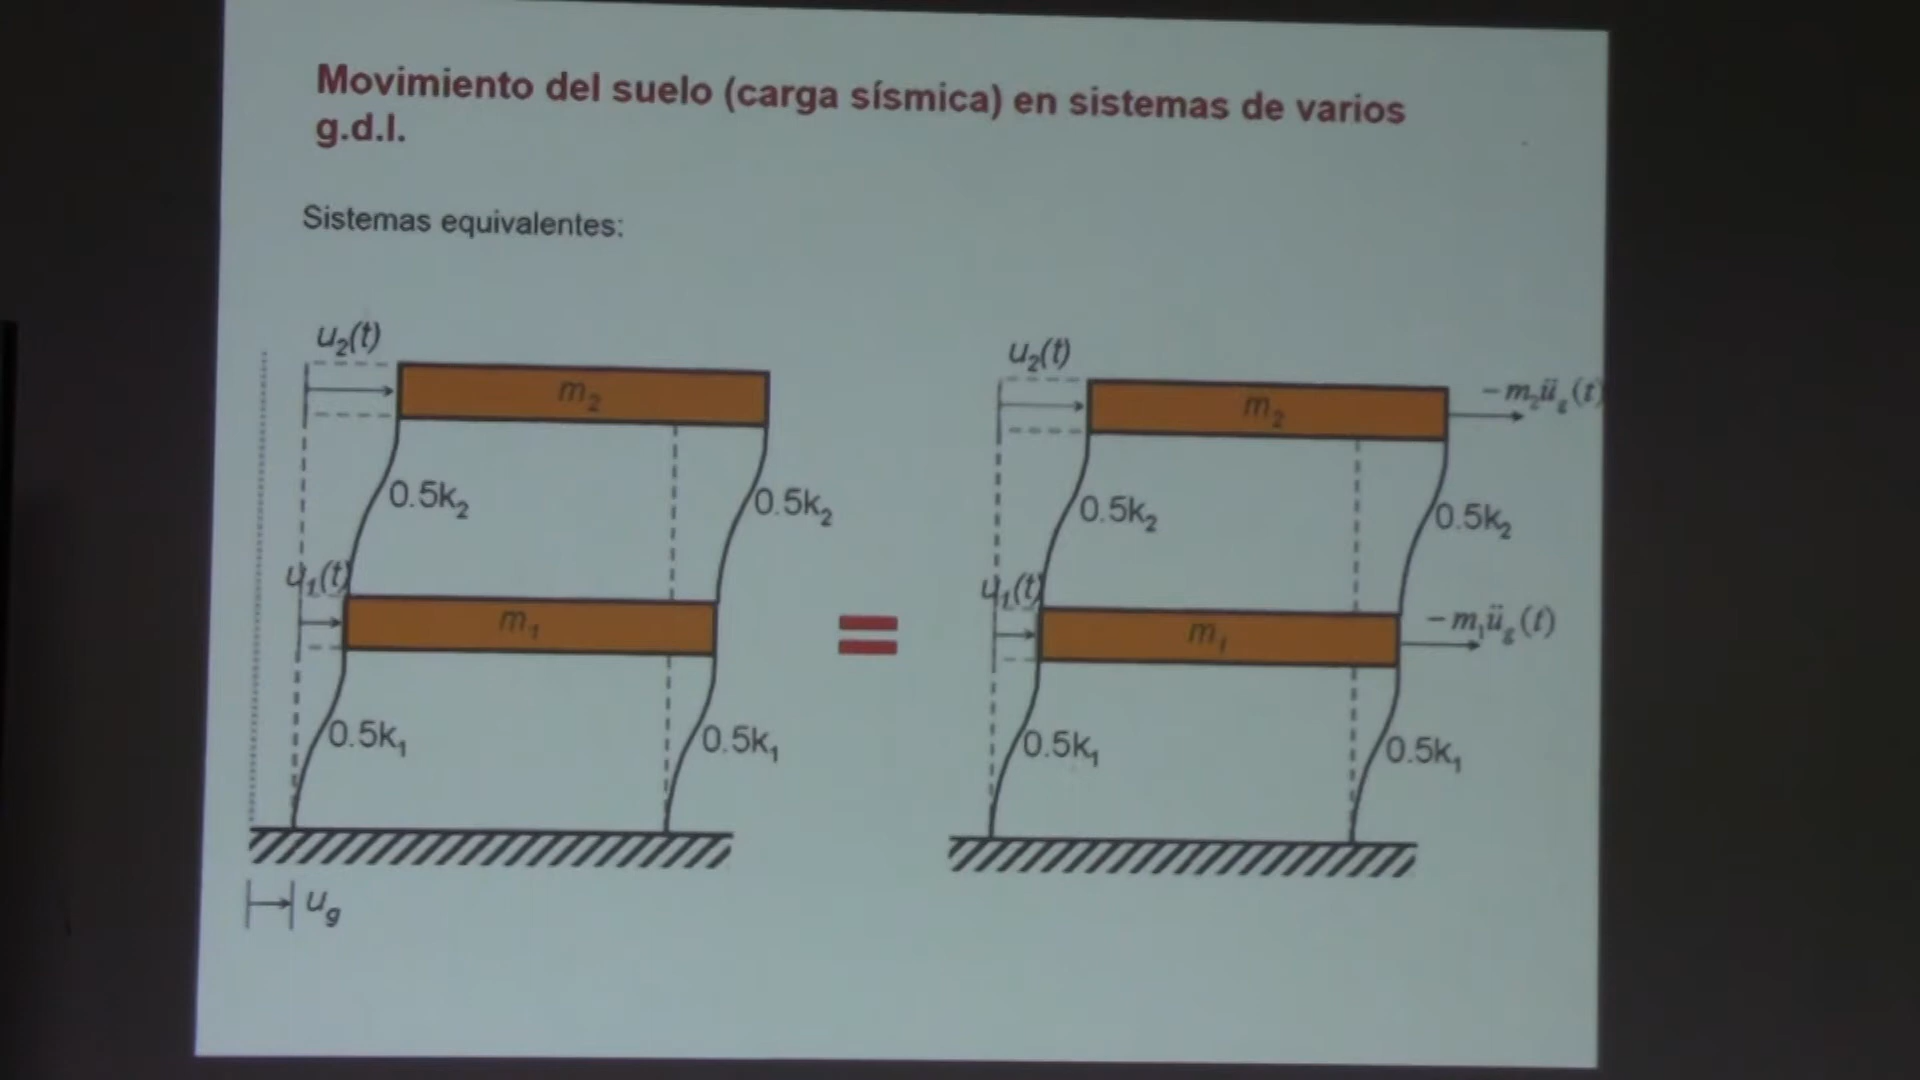 Movimiento del suelo (carga sísmica) en sistemas de varios
g.d.l.
Sistemas equivalentes:
u₂(t)
m₂
0.5k₂
0.5k₂
u₁(t)
m₁
0.5k₁
0.5k₁
u_g
=
u₂(t)
m₂
-m₂ü_g(t)
0.5k₂
0.5k₂
u₁(t)
m₁
-m₁ü_g(t)
0.5k₁
0.5k₁